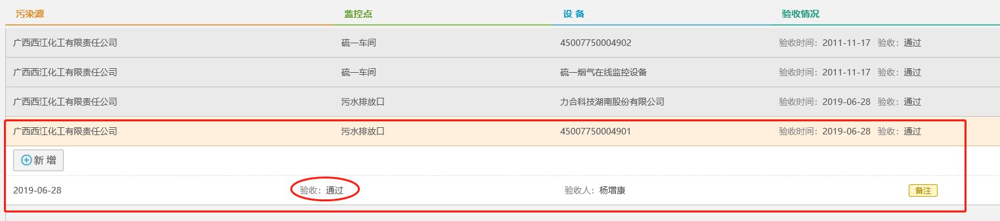 污染源 监控点 设 备 验收情况
广西西江化工有限责任公司 硫一车间 45007750004902 验收时间：2011-11-17 验收：通过
广西西江化工有限责任公司 硫一车间 硫一烟气在线监控设备 验收时间：2011-11-17 验收：通过
广西西江化工有限责任公司 污水排放口 力合科技湖南股份有限公司 验收时间：2019-06-28 验收：通过
广西西江化工有限责任公司 污水排放口 45007750004901 验收时间：2019-06-28 验收：通过
新 增
2019-06-28 验收：通过 验收人：杨增康 备注